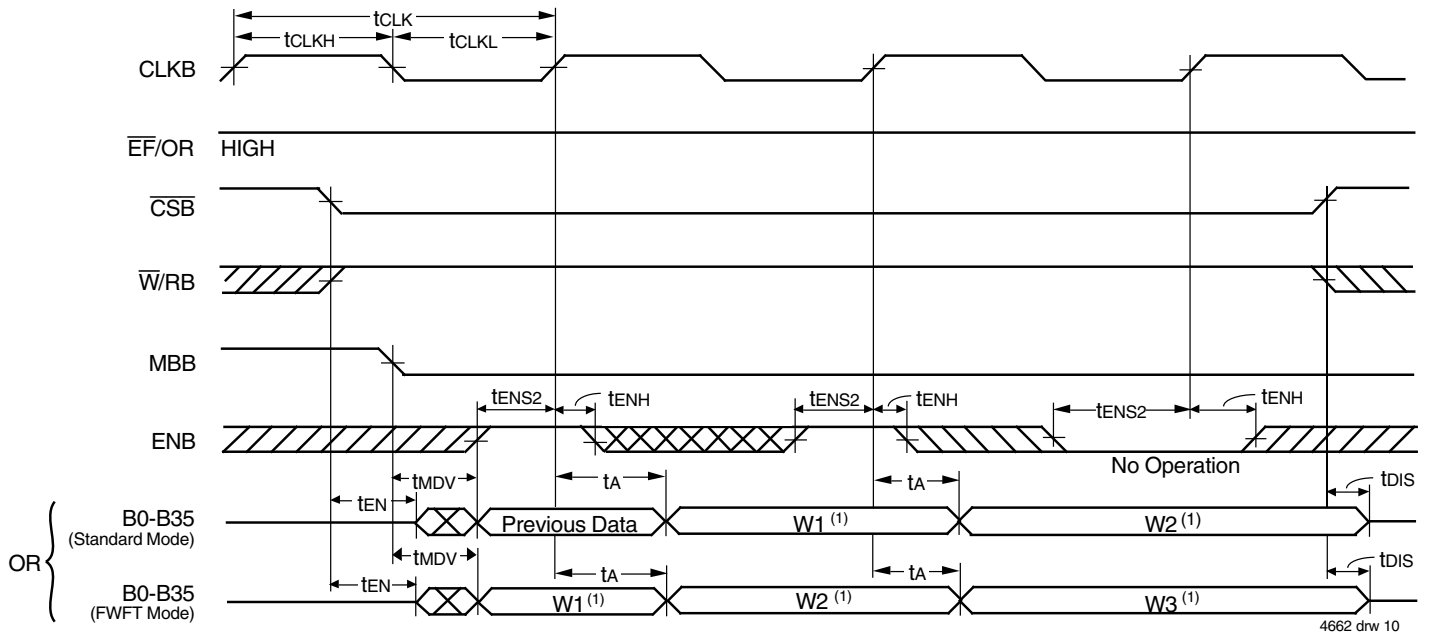 tCLK
tCLKH
tCLKL
CLKB
EF/OR
HIGH
CSB
W/RB
MBB
tENS2
tENH
tENS2
tENH
tENS2
tENH
ENB
No Operation
tMDV
tA
tA
tDIS
tEN
B0-B35
(Standard Mode)
Previous Data
W1 (1)
W2 (1)
OR
tMDV
tA
tA
tDIS
tEN
B0-B35
(FWFT Mode)
W1 (1)
W2 (1)
W3 (1)
4662 drw 10